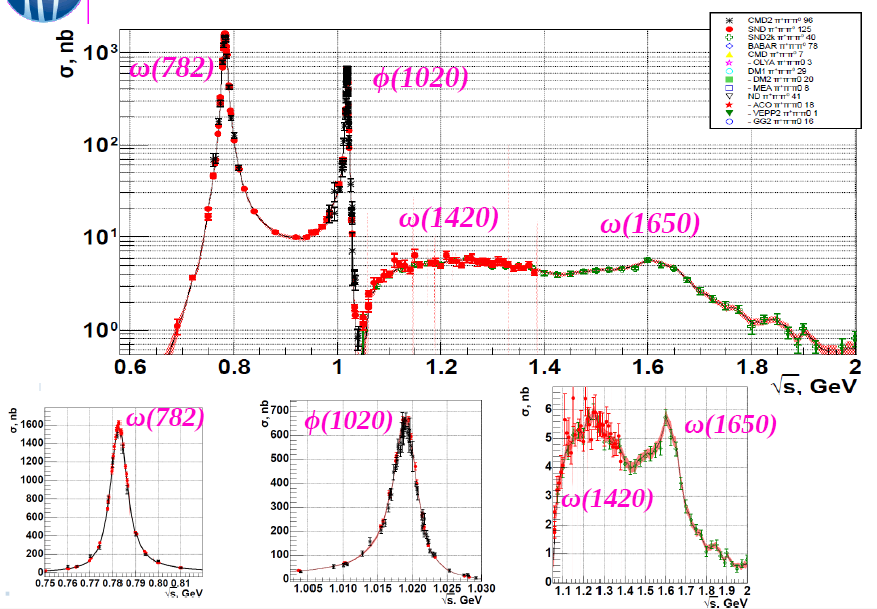 CMD2 π⁺π⁻π⁰ 96
SND π⁺π⁻π⁰ 125
SND2k π⁺π⁻π⁰ 40
BABAR π⁺π⁻π⁰ 78
CMD π⁺π⁻π⁰ 7
- OLYA π⁺π⁻π0 3
DM1 π⁺π⁻π⁰ 29
- DM2 π⁺π⁻π0 20
- MEA π⁺π⁻π0 8
ND π⁺π⁻π⁰ 41
- ACO π⁺π⁻π0 18
- VEPP2 π⁺π⁻π0 1
- GG2 π⁺π⁻π0 16
σ, nb
10³
10²
10¹
10⁰
ω(782)
ϕ(1020)
ω(1420)
ω(1650)
0.6 0.8 1 1.2 1.4 1.6 1.8 2
√s, GeV
σ, nb
1600
1400
1200
1000
800
600
400
200
0
ω(782)
0.75 0.76 0.77 0.78 0.79 0.80 0.81
√s, GeV
σ, nb
700
600
500
400
300
200
100
0
ϕ(1020)
1.005 1.010 1.015 1.020 1.025 1.030
√s, GeV
σ, nb
6
5
4
3
2
1
0
ω(1650)
ω(1420)
1.1 1.2 1.3 1.4 1.5 1.6 1.7 1.8 1.9 2
√s, GeV